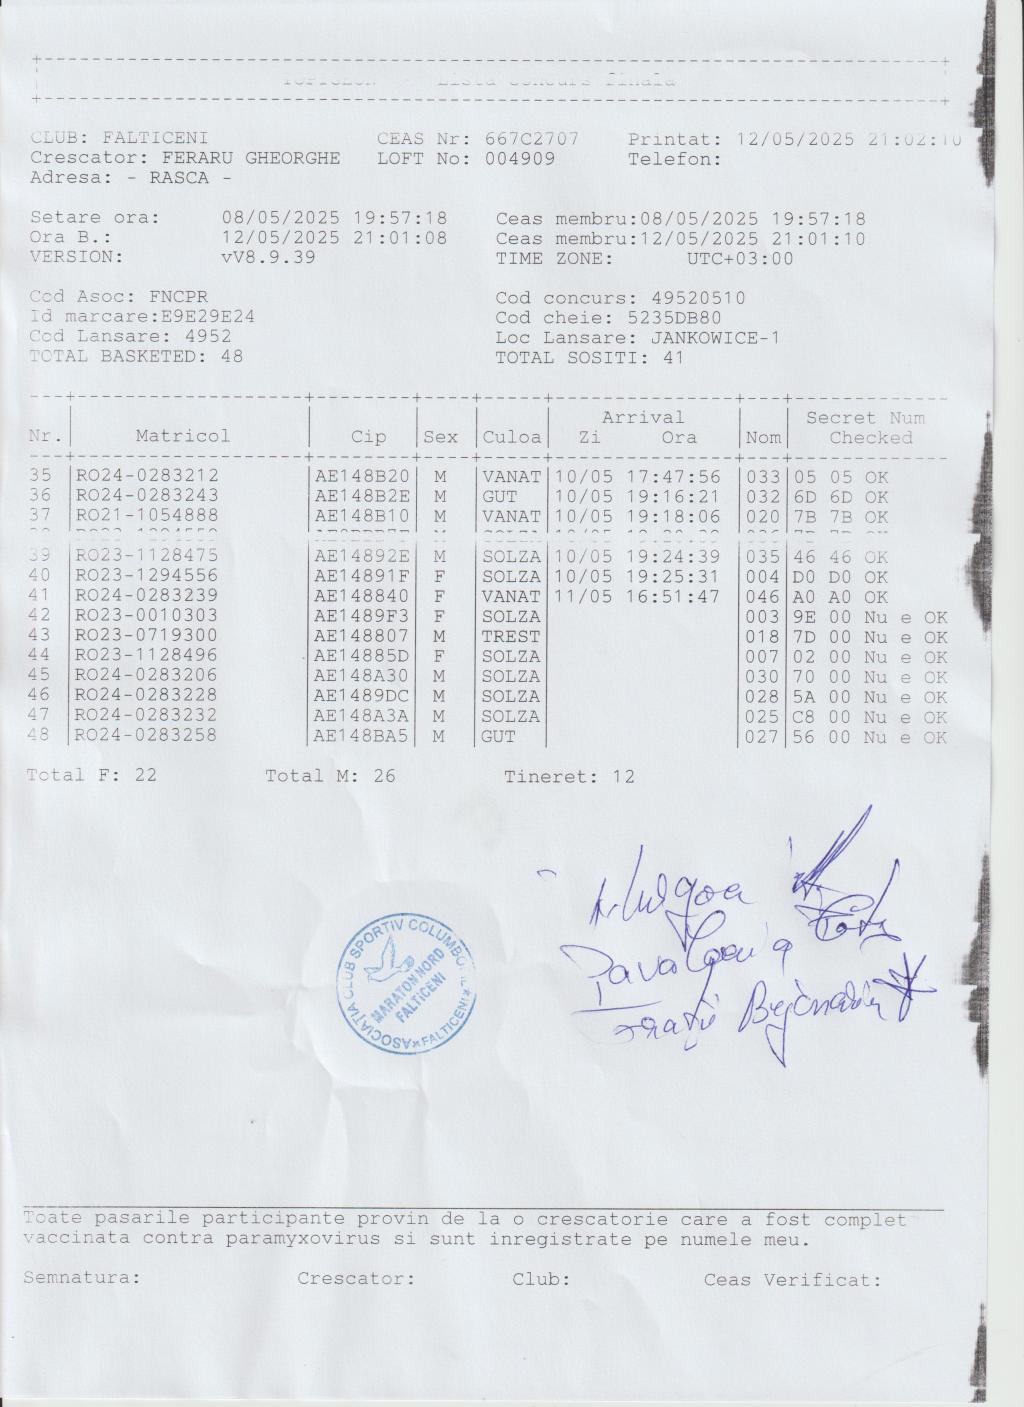 Lista concurs finala
CLUB: FALTICENI CEAS Nr: 667C2707 Printat: 12/05/2025 21:02:10
Crescator: FERARU GHEORGHE LOFT No: 004909 Telefon:
Adresa: - RASCA -
Setare ora: 08/05/2025 19:57:18 Ceas membru:08/05/2025 19:57:18
Ora B.: 12/05/2025 21:01:08 Ceas membru:12/05/2025 21:01:10
VERSION: vV8.9.39 TIME ZONE: UTC+03:00
Cod Asoc: FNCPR Cod concurs: 49520510
Id marcare:E9E29E24 Cod cheie: 5235DB80
Cod Lansare: 4952 Loc Lansare: JANKOWICE-1
TOTAL BASKETED: 48 TOTAL SOSITI: 41
Arrival Secret Num
Nr. Matricol Cip Sex Culoa Zi Ora Nom Checked
35 RO24-0283212 AE148B20 M VANAT 10/05 17:47:56 033 05 05 OK
36 RO24-0283243 AE148B2E M GUT 10/05 19:16:21 032 6D 6D OK
37 RO21-1054888 AE148B10 M VANAT 10/05 19:18:06 020 7B 7B OK
39 RO23-1128475 AE14892E M SOLZA 10/05 19:24:39 035 46 46 OK
40 RO23-1294556 AE14891F F SOLZA 10/05 19:25:31 004 D0 D0 OK
41 RO24-0283239 AE148840 F VANAT 11/05 16:51:47 046 A0 A0 OK
42 RO23-0010303 AE1489F3 F SOLZA 003 9E 00 Nu e OK
43 RO23-0719300 AE148807 M TREST 018 7D 00 Nu e OK
44 RO23-1128496 AE14885D F SOLZA 007 02 00 Nu e OK
45 RO24-0283206 AE148A30 M SOLZA 030 70 00 Nu e OK
46 RO24-0283228 AE1489DC M SOLZA 028 5A 00 Nu e OK
47 RO24-0283232 AE148A3A M SOLZA 025 C8 00 Nu e OK
48 RO24-0283258 AE148BA5 M GUT 027 56 00 Nu e OK
Total F: 22 Total M: 26 Tineret: 12
ASOCIATIA CLUB SPORTIV
MARATON NORD
FALTICENI
FALTICENI
Toate pasarile participante provin de la o crescatorie care a fost complet
vaccinata contra paramyxovirus si sunt inregistrate pe numele meu.
Semnatura: Crescator: Club: Ceas Verificat: